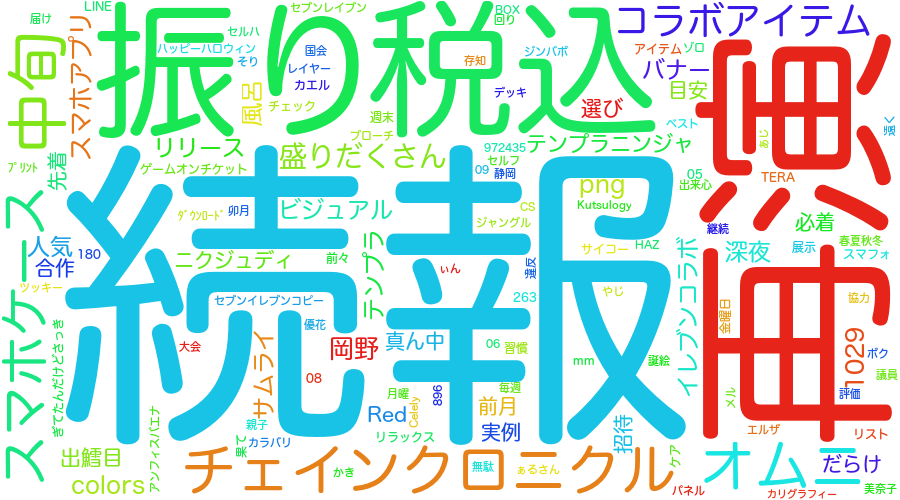 LINE
届け
セルハ
ハッピーハロウィン
そり
スマホアプリ
中旬
振り
税込
セブンレイブン
国会
レイヤー
カエル
風呂
チェック
BOX
回り
ジンバボ
存知
デッキ
週末
ブローチ
コラボアイテム
アイテム
ゾロ
バナー
目安
選び
ベスト
遠く
あじ
ﾌﾟﾘﾝﾄ
先着
リリース
盛りだくさん
972435
テンプラニンジャ
ゲームオンチケット
09
セルフ
静岡
png
Kutsulogy
05
出来心
TERA
ﾀﾞｳﾝﾛｰﾄﾞ
卯月
ビジュアル
CS
ジャングル
必着
継続
人気
合作
180
ニクジュディ
前々
テンプラ
続報
ぃん
違反
サイコー
HAZ
深夜
展示
春夏秋冬
スマフォ
スマホケース
ツッキー
セブンイレブンコピー
263
やじ
イレブンコラボ
金曜日
協力
ぎてたんだけどさっき
優花
大会
サムライ
岡野
真ん中
06
習慣
mm
誕絵
1029
ボク
議員
08
月曜
896
毎週
メル
評価
Red
Celely
前月
親子
カラバリ
果て
リラックス
実例
招待
エルザ
リスト
出鱈目
アンフィスバエナ
colors
チェインクロニクル
かき
無駄
ぁるさん
ケア
オムニ
だらけ
パネル
カリグラフィー
美奈子